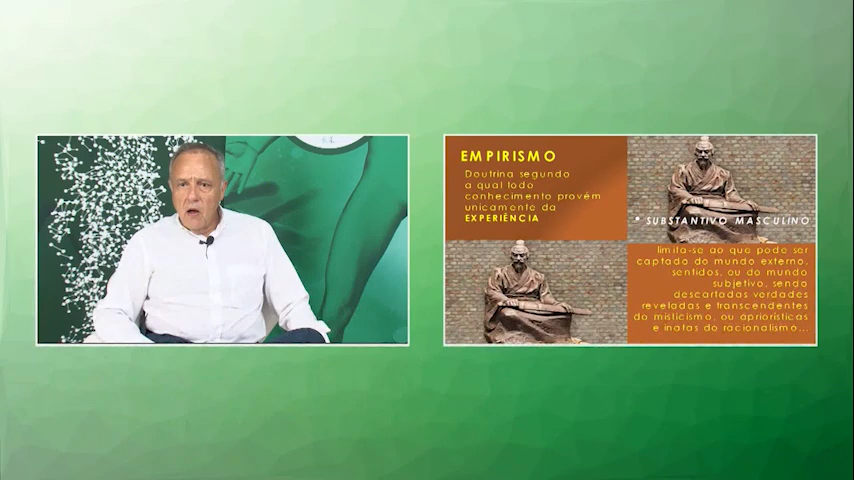 EMPIRISMO
Doutrina segundo
a qual todo
conhecimento provém
unicamente da
EXPERIÊNCIA
* SUBSTANTIVO MASCULINO
limita-se ao que pode ser
captado do mundo externo,
sentidos, ou do mundo
subjetivo, sendo
descartadas verdades
reveladas e transcendentes
do misticismo, ou apriorísticas
e inatas do racionalismo...